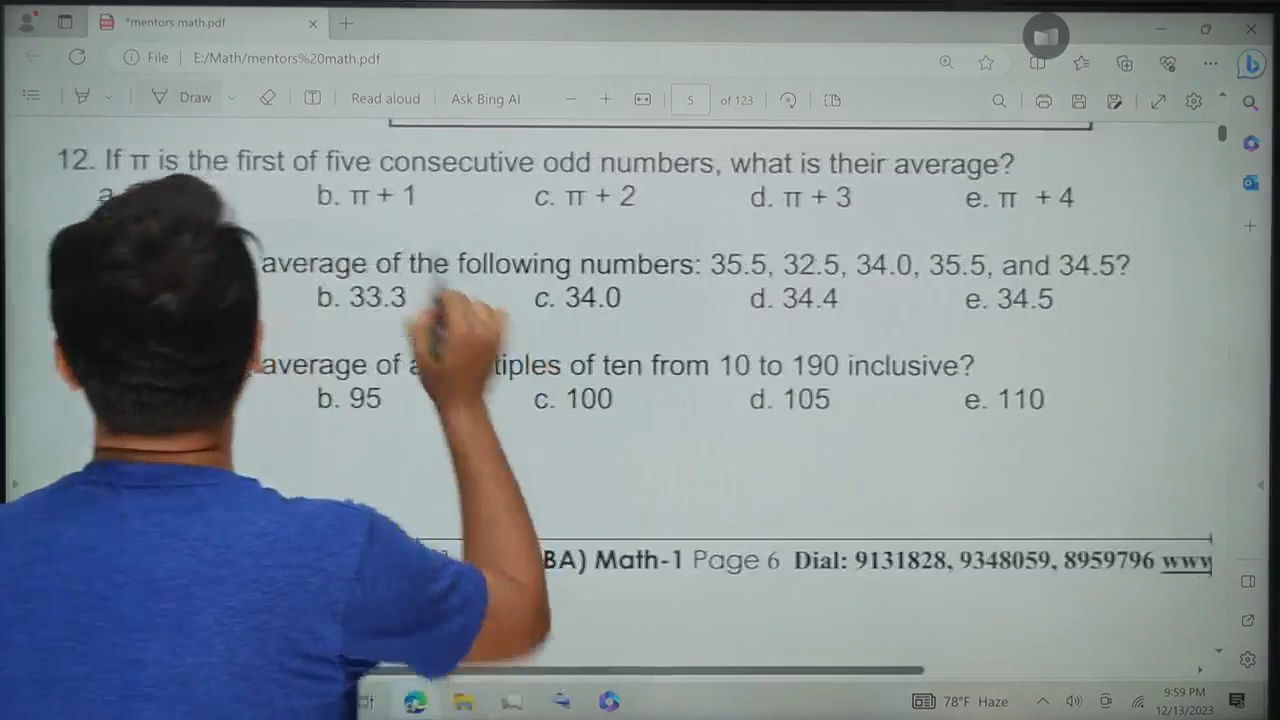 *mentors math.pdf
File E:/Math/mentors%20math.pdf
Draw Read aloud Ask Bing AI 5 of 123
12. If π is the first of five consecutive odd numbers, what is their average?
a b. π + 1 c. π + 2 d. π + 3 e. π + 4
average of the following numbers: 35.5, 32.5, 34.0, 35.5, and 34.5?
b. 33.3 c. 34.0 d. 34.4 e. 34.5
average of a tiples of ten from 10 to 190 inclusive?
b. 95 c. 100 d. 105 e. 110
BA) Math-1 Page 6 Dial: 9131828, 9348059, 8959796 www
78°F Haze
9:59 PM
12/13/2023